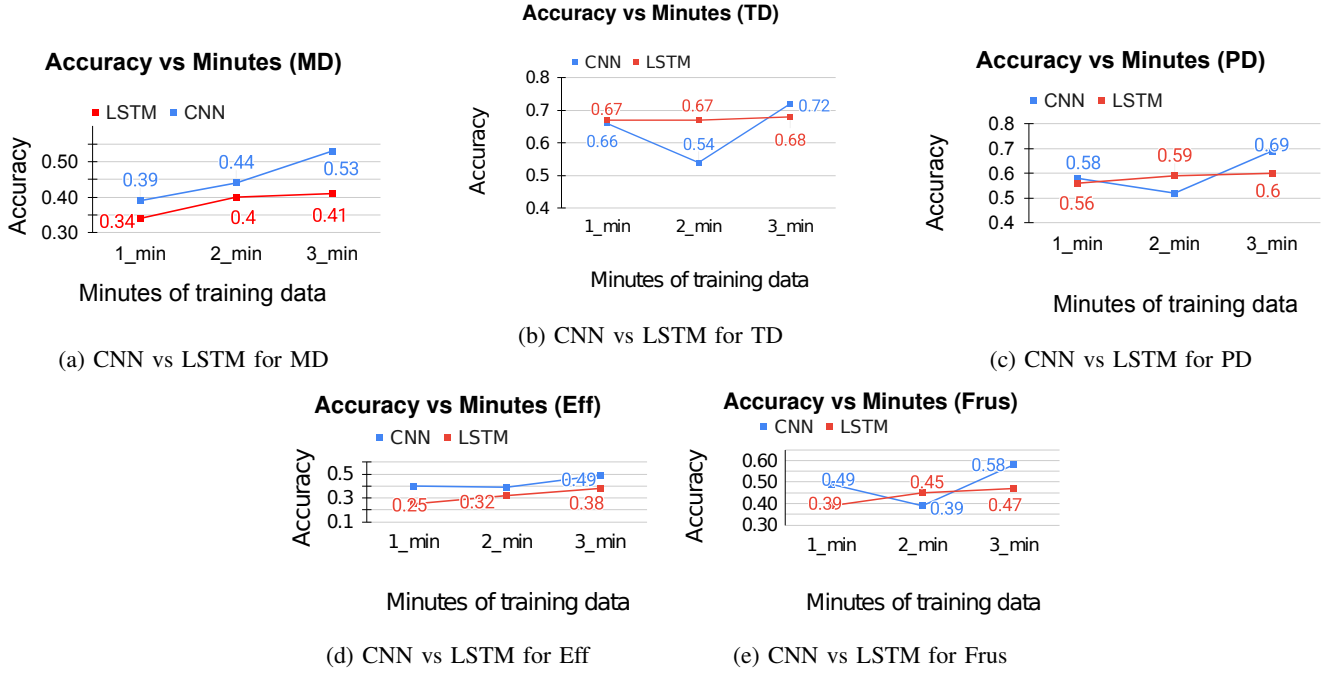 Accuracy vs Minutes (MD)
LSTM CNN
Accuracy
0.50
0.40
0.30
0.39
0.44
0.53
0.34
0.4
0.41
1_min 2_min 3_min
Minutes of training data
(a) CNN vs LSTM for MD
Accuracy vs Minutes (TD)
CNN LSTM
Accuracy
0.8
0.7
0.6
0.5
0.4
0.67
0.67
0.72
0.66
0.54
0.68
1_min 2_min 3_min
Minutes of training data
(b) CNN vs LSTM for TD
Accuracy vs Minutes (PD)
CNN LSTM
Accuracy
0.8
0.7
0.6
0.5
0.4
0.58
0.59
0.69
0.56
0.6
1_min 2_min 3_min
Minutes of training data
(c) CNN vs LSTM for PD
Accuracy vs Minutes (Eff)
CNN LSTM
Accuracy
0.5
0.3
0.1
0.49
0.25
0.32
0.38
1_min 2_min 3_min
Minutes of training data
(d) CNN vs LSTM for Eff
Accuracy vs Minutes (Frus)
CNN LSTM
Accuracy
0.60
0.50
0.40
0.30
0.49
0.45
0.58
0.39
0.39
0.47
1_min 2_min 3_min
Minutes of training data
(e) CNN vs LSTM for Frus